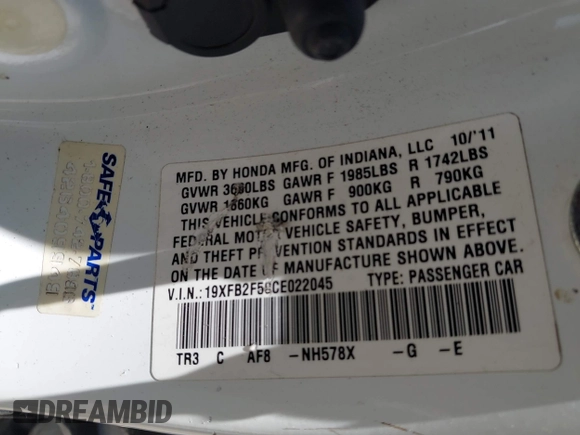 MFD. BY HONDA MFG. OF INDIANA, LLC 10/'11
GVWR 3660LBS GAWR F 1985LBS R 1742LBS
GVWR 1660KG GAWR F 900KG R 790KG
THIS VEHICLE CONFORMS TO ALL APPLICABLE
FEDERAL MOTOR VEHICLE SAFETY, BUMPER,
AND THEFT PREVENTION STANDARDS IN EFFECT
ON THE DATE OF MANUFACTURE SHOWN ABOVE.
V.I.N.: TYPE: PASSENGER CAR
TR3 C AF8 -NH578X -G -E
SAFE PARTS
DREAMBID